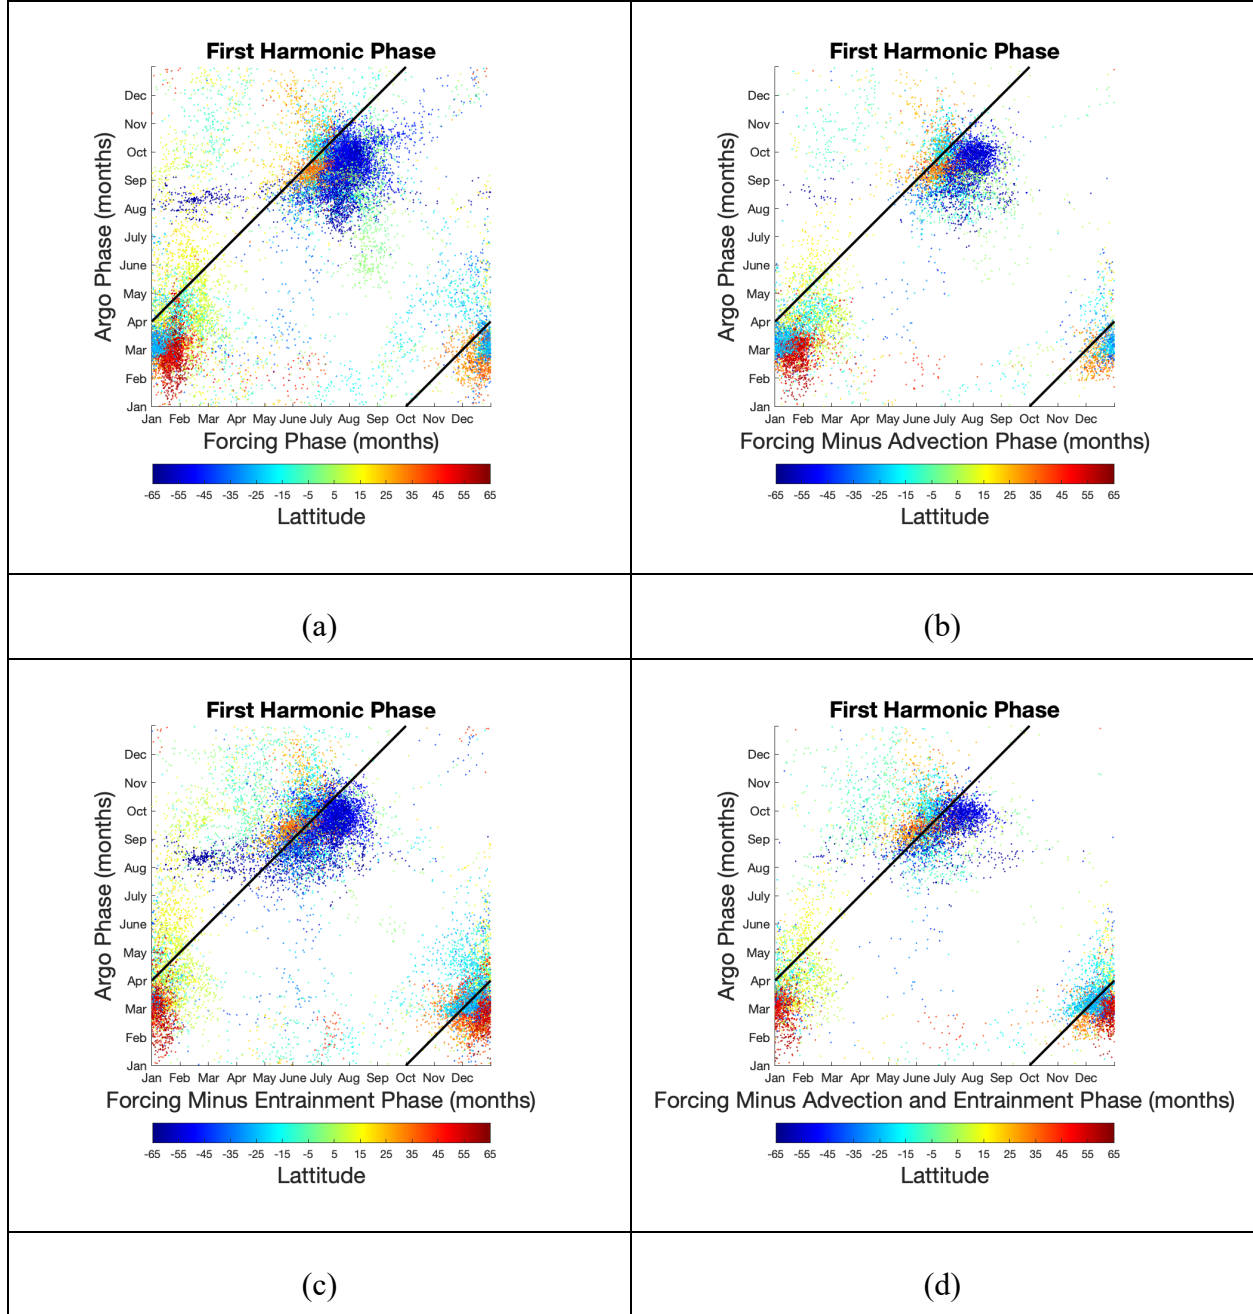 First Harmonic Phase
Argo Phase (months)
Dec
Nov
Oct
Sep
Aug
July
June
May
Apr
Mar
Feb
Jan
Jan Feb Mar Apr May June July Aug Sep Oct Nov Dec
Forcing Phase (months)
-65 -55 -45 -35 -25 -15 -5 5 15 25 35 45 55 65
Lattitude
First Harmonic Phase
Argo Phase (months)
Dec
Nov
Oct
Sep
Aug
July
June
May
Apr
Mar
Feb
Jan
Jan Feb Mar Apr May June July Aug Sep Oct Nov Dec
Forcing Minus Advection Phase (months)
-65 -55 -45 -35 -25 -15 -5 5 15 25 35 45 55 65
Lattitude
(a)
(b)
First Harmonic Phase
Argo Phase (months)
Dec
Nov
Oct
Sep
Aug
July
June
May
Apr
Mar
Feb
Jan
Jan Feb Mar Apr May June July Aug Sep Oct Nov Dec
Forcing Minus Entrainment Phase (months)
-65 -55 -45 -35 -25 -15 -5 5 15 25 35 45 55 65
Lattitude
First Harmonic Phase
Argo Phase (months)
Dec
Nov
Oct
Sep
Aug
July
June
May
Apr
Mar
Feb
Jan
Jan Feb Mar Apr May June July Aug Sep Oct Nov Dec
Forcing Minus Advection and Entrainment Phase (months)
-65 -55 -45 -35 -25 -15 -5 5 15 25 35 45 55 65
Lattitude
(c)
(d)